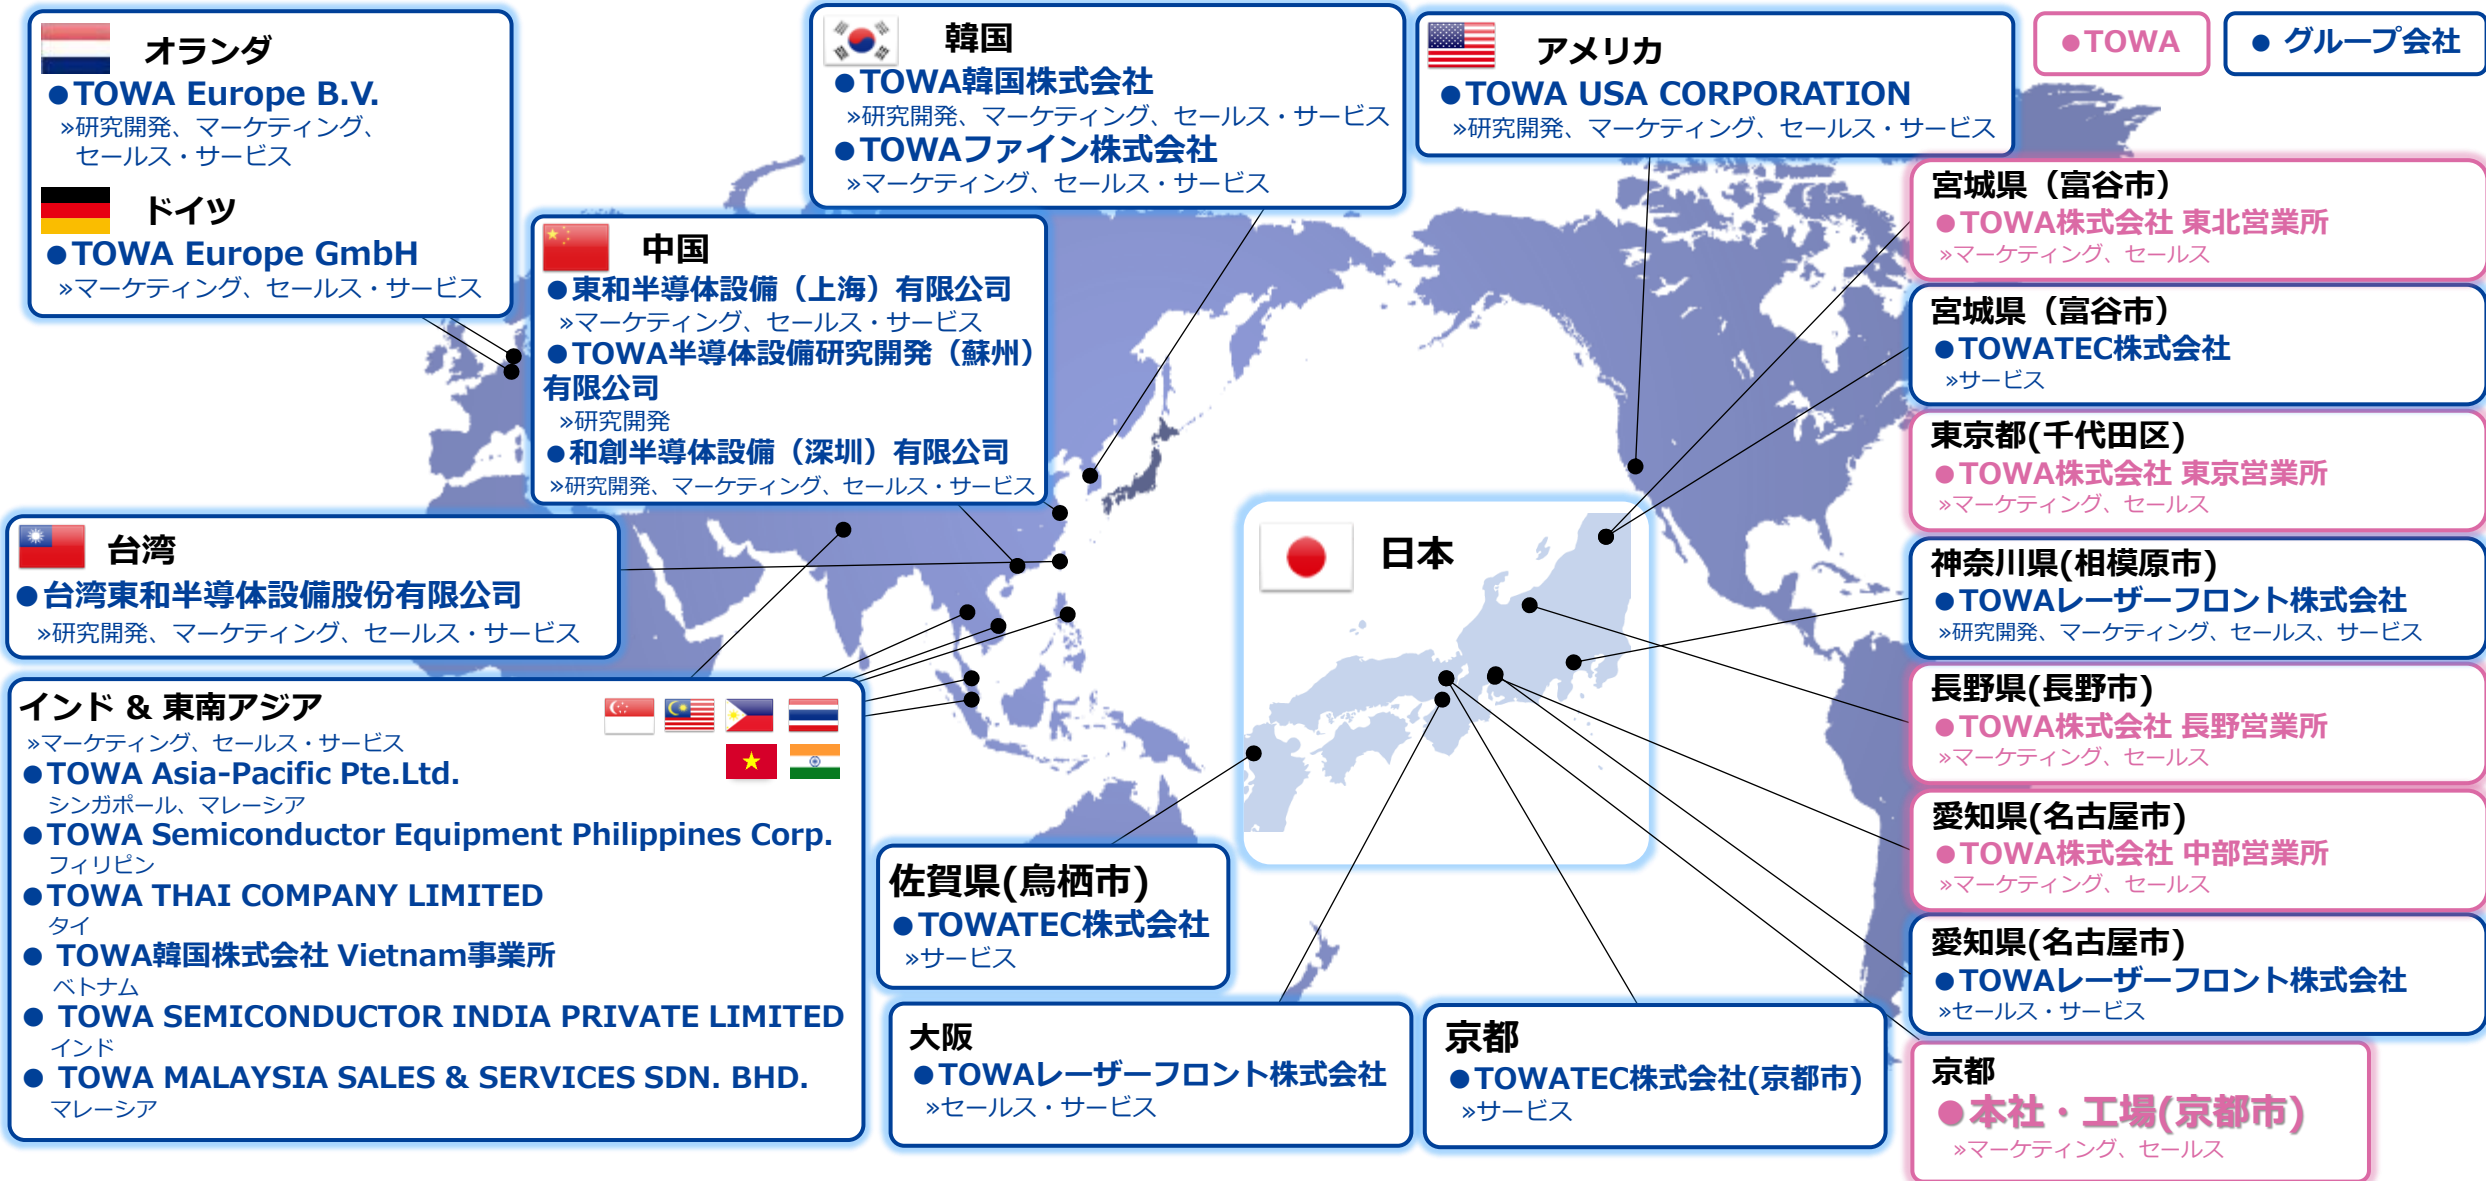 オランダ
●TOWA Europe B.V.
»研究開発、マーケティング、
セールス・サービス
ドイツ
●TOWA Europe GmbH
»マーケティング、セールス・サービス
韓国
●TOWA韓国株式会社
»研究開発、マーケティング、セールス・サービス
●TOWAファイン株式会社
»マーケティング、セールス・サービス
アメリカ
●TOWA USA CORPORATION
»研究開発、マーケティング、セールス・サービス
●TOWA
● グループ会社
中国
●東和半導体設備（上海）有限公司
»マーケティング、セールス・サービス
●TOWA半導体設備研究開発（蘇州）
有限公司
»研究開発
●和創半導体設備（深圳）有限公司
»研究開発、マーケティング、セールス・サービス
台湾
●台湾東和半導体設備股份有限公司
»研究開発、マーケティング、セールス・サービス
インド & 東南アジア
»マーケティング、セールス・サービス
●TOWA Asia-Pacific Pte.Ltd.
シンガポール、マレーシア
●TOWA Semiconductor Equipment Philippines Corp.
フィリピン
●TOWA THAI COMPANY LIMITED
タイ
● TOWA韓国株式会社 Vietnam事業所
ベトナム
● TOWA SEMICONDUCTOR INDIA PRIVATE LIMITED
インド
● TOWA MALAYSIA SALES & SERVICES SDN. BHD.
マレーシア
日本
佐賀県(鳥栖市)
●TOWATEC株式会社
»サービス
大阪
●TOWAレーザーフロント株式会社
»セールス・サービス
京都
●TOWATEC株式会社(京都市)
»サービス
宮城県（富谷市）
●TOWA株式会社 東北営業所
»マーケティング、セールス
宮城県（富谷市）
●TOWATEC株式会社
»サービス
東京都(千代田区)
●TOWA株式会社 東京営業所
»マーケティング、セールス
神奈川県(相模原市)
●TOWAレーザーフロント株式会社
»研究開発、マーケティング、セールス、サービス
長野県(長野市)
●TOWA株式会社 長野営業所
»マーケティング、セールス
愛知県(名古屋市)
●TOWA株式会社 中部営業所
»マーケティング、セールス
愛知県(名古屋市)
●TOWAレーザーフロント株式会社
»セールス・サービス
京都
●本社・工場(京都市)
»マーケティング、セールス